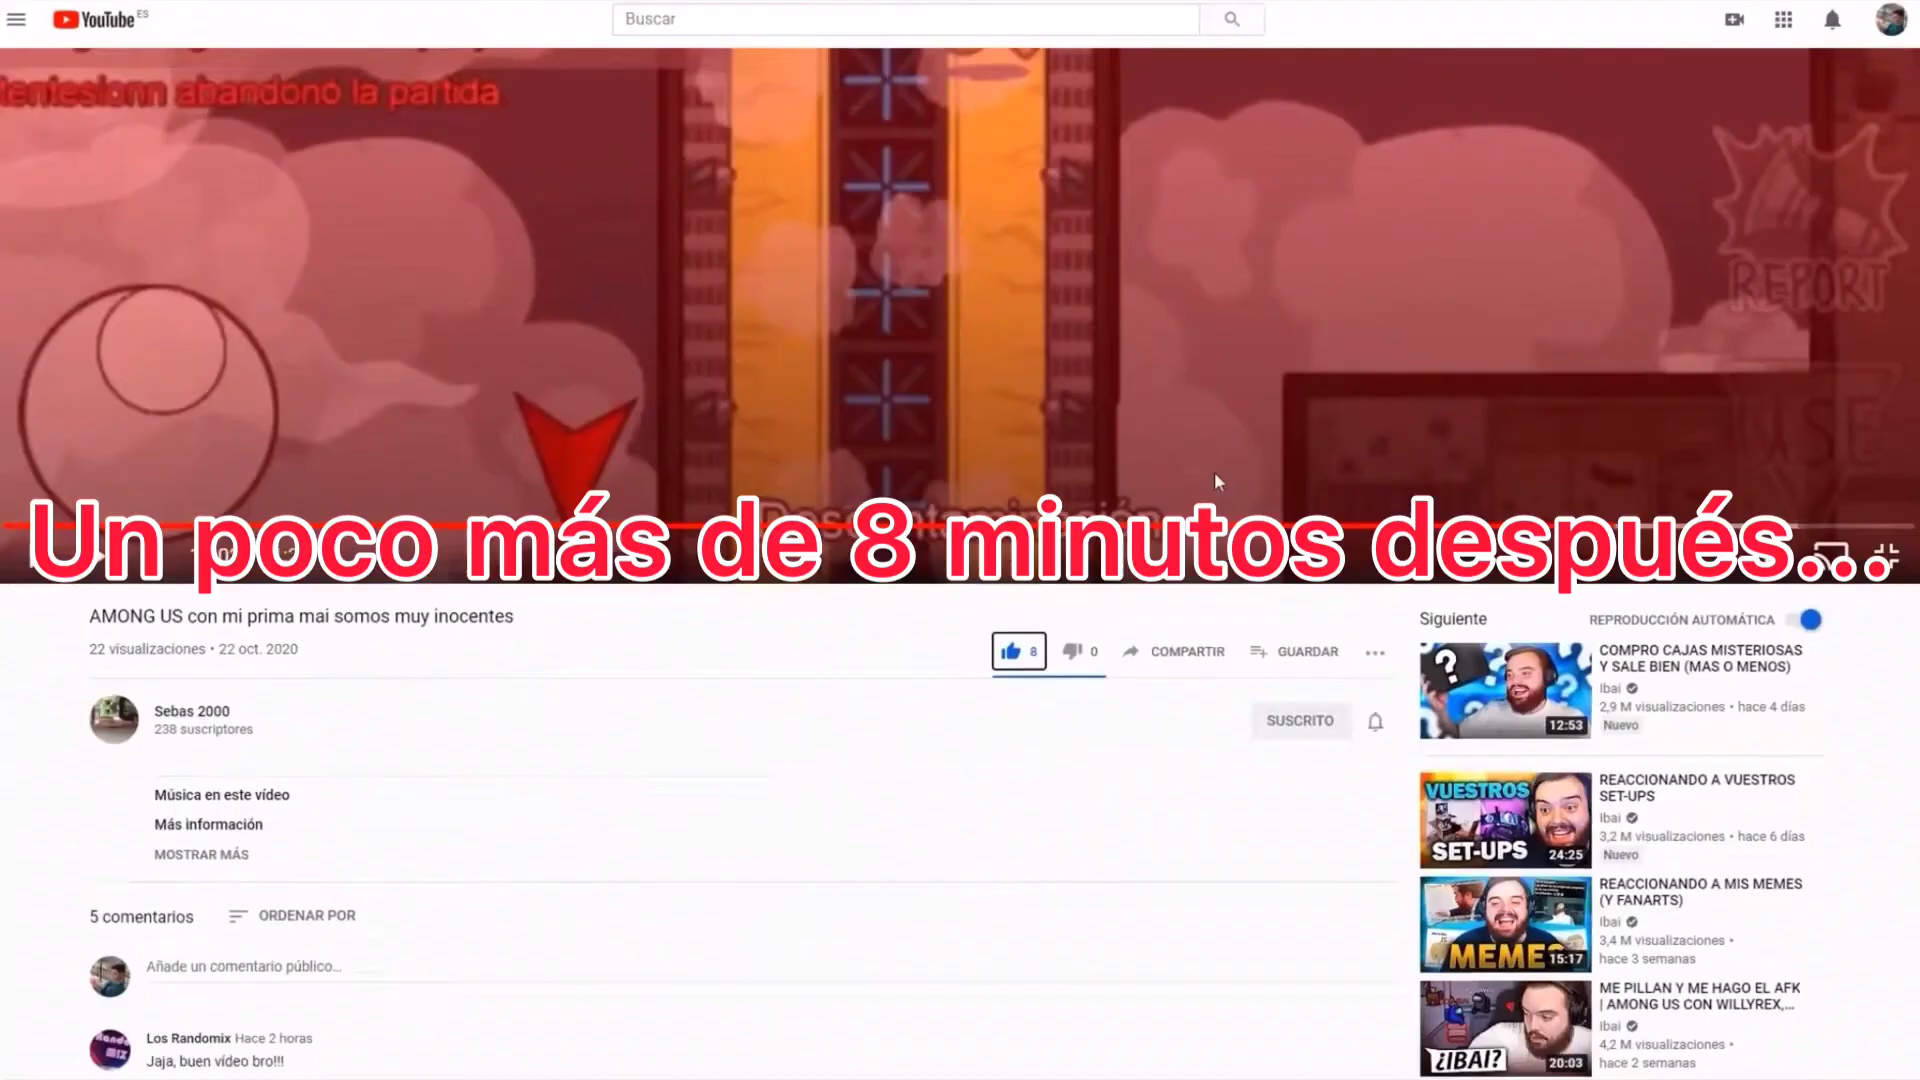 YouTube ES
Buscar
abandonó la partida
REPORT
USE
Un poco más de 8 minutos después...
AMONG US con mi prima mai somos muy inocentes
22 visualizaciones • 22 oct. 2020
8
0
COMPARTIR
GUARDAR
Sebas 2000
238 suscriptores
SUSCRITO
Música en este vídeo
Más información
MOSTRAR MÁS
5 comentarios
ORDENAR POR
Añade un comentario público...
Los Randomix Hace 2 horas
Jaja, buen vídeo bro!!!
Siguiente
REPRODUCCIÓN AUTOMÁTICA
?
12:53
COMPRO CAJAS MISTERIOSAS
Y SALE BIEN (MAS O MENOS)
Ibai
2,9 M visualizaciones • hace 4 días
Nuevo
VUESTROS
SET-UPS
24:25
REACCIONANDO A VUESTROS
SET-UPS
Ibai
3,2 M visualizaciones • hace 6 días
Nuevo
MEMES
15:17
REACCIONANDO A MIS MEMES
(Y FANARTS)
Ibai
3,4 M visualizaciones •
hace 3 semanas
¿IBAI?
20:03
ME PILLAN Y ME HAGO EL AFK
| AMONG US CON WILLYREX,...
Ibai
4,2 M visualizaciones •
hace 2 semanas